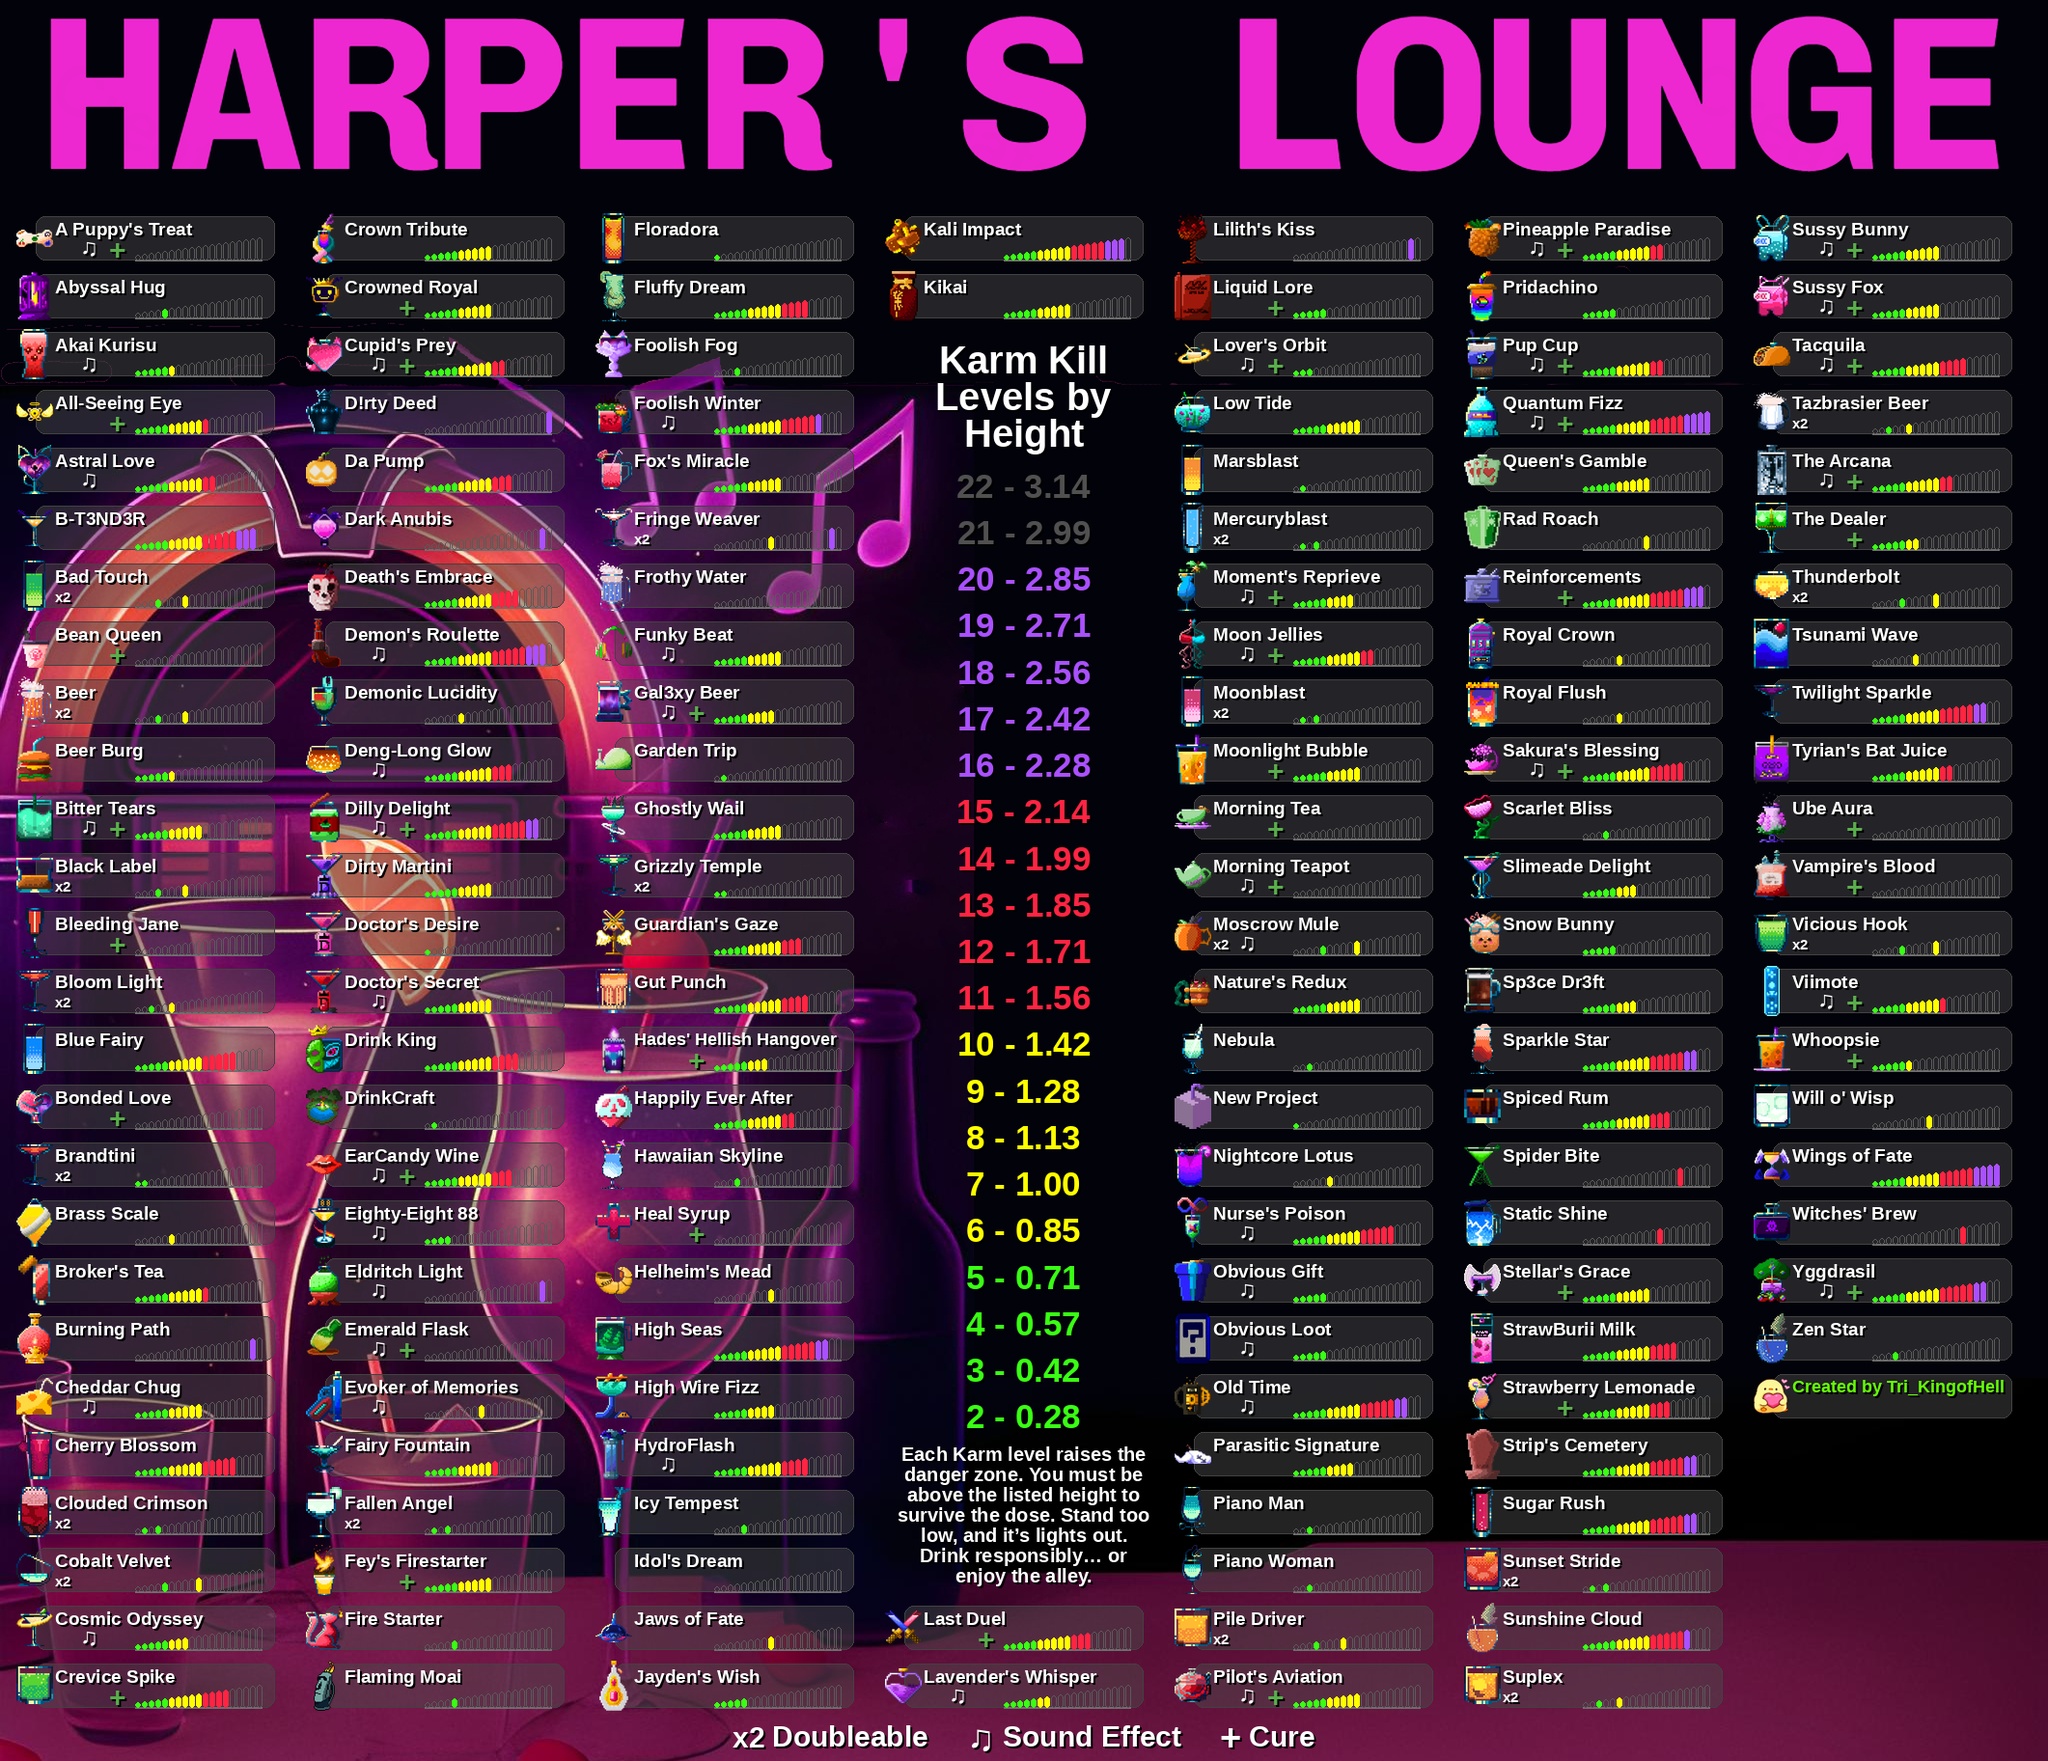 HARPER'S LOUNGE
A Puppy's Treat
♫ +
Abyssal Hug
Akai Kurisu
♫
All-Seeing Eye
+
Astral Love
♫
B-T3ND3R
Bad Touch
x2
Bean Queen
+
Beer
x2
Beer Burg
Bitter Tears
♫ +
Black Label
x2
Bleeding Jane
+
Bloom Light
x2
Blue Fairy
Bonded Love
+
Brandtini
x2
Brass Scale
Broker's Tea
Burning Path
Cheddar Chug
♫
Cherry Blossom
Clouded Crimson
x2
Cobalt Velvet
x2
Cosmic Odyssey
♫
Crevice Spike
+
Crown Tribute
Crowned Royal
+
Cupid's Prey
♫ +
D!rty Deed
Da Pump
Dark Anubis
Death's Embrace
Demon's Roulette
♫
Demonic Lucidity
Deng-Long Glow
♫
Dilly Delight
♫ +
Dirty Martini
Doctor's Desire
Doctor's Secret
♫
Drink King
DrinkCraft
EarCandy Wine
♫ +
Eighty-Eight 88
♫
Eldritch Light
♫
Emerald Flask
♫ +
Evoker of Memories
♫
Fairy Fountain
Fallen Angel
x2
Fey's Firestarter
+
Fire Starter
Flaming Moai
Floradora
Fluffy Dream
Foolish Fog
Foolish Winter
♫
Fox's Miracle
Fringe Weaver
x2
Frothy Water
Funky Beat
♫
Gal3xy Beer
♫ +
Garden Trip
Ghostly Wail
Grizzly Temple
x2
Guardian's Gaze
Gut Punch
Hades' Hellish Hangover
+
Happily Ever After
Hawaiian Skyline
Heal Syrup
+
Helheim's Mead
High Seas
High Wire Fizz
HydroFlash
♫
Icy Tempest
Idol's Dream
Jaws of Fate
Jayden's Wish
Kali Impact
Kikai
Karm Kill
Levels by
Height
22 - 3.14
21 - 2.99
20 - 2.85
19 - 2.71
18 - 2.56
17 - 2.42
16 - 2.28
15 - 2.14
14 - 1.99
13 - 1.85
12 - 1.71
11 - 1.56
10 - 1.42
9 - 1.28
8 - 1.13
7 - 1.00
6 - 0.85
5 - 0.71
4 - 0.57
3 - 0.42
2 - 0.28
Each Karm level raises the
danger zone. You must be
above the listed height to
survive the dose. Stand too
low, and it’s lights out.
Drink responsibly… or
enjoy the alley.
Last Duel
+
Lavender's Whisper
♫
Lilith's Kiss
Liquid Lore
+
Lover's Orbit
♫ +
Low Tide
Marsblast
Mercuryblast
x2
Moment's Reprieve
♫ +
Moon Jellies
♫ +
Moonblast
x2
Moonlight Bubble
+
Morning Tea
+
Morning Teapot
♫ +
Moscrow Mule
x2 ♫
Nature's Redux
Nebula
New Project
Nightcore Lotus
Nurse's Poison
♫
Obvious Gift
♫
Obvious Loot
♫
Old Time
♫
Parasitic Signature
Piano Man
Piano Woman
Pile Driver
x2
Pilot's Aviation
♫ +
Pineapple Paradise
♫ +
Pridachino
Pup Cup
♫ +
Quantum Fizz
♫ +
Queen's Gamble
Rad Roach
Reinforcements
+
Royal Crown
Royal Flush
Sakura's Blessing
♫ +
Scarlet Bliss
Slimeade Delight
Snow Bunny
Sp3ce Dr3ft
Sparkle Star
Spiced Rum
Spider Bite
Static Shine
Stellar's Grace
+
StrawBurii Milk
Strawberry Lemonade
+
Strip's Cemetery
Sugar Rush
Sunset Stride
x2
Sunshine Cloud
Suplex
x2
Sussy Bunny
♫ +
Sussy Fox
♫ +
Tacquila
♫ +
Tazbrasier Beer
x2
The Arcana
♫ +
The Dealer
+
Thunderbolt
x2
Tsunami Wave
Twilight Sparkle
Tyrian's Bat Juice
Ube Aura
+
Vampire's Blood
+
Vicious Hook
x2
Viimote
♫ +
Whoopsie
+
Will o' Wisp
Wings of Fate
Witches' Brew
Yggdrasil
♫ +
Zen Star
Created by Tri_KingofHell
x2 Doubleable ♫ Sound Effect + Cure